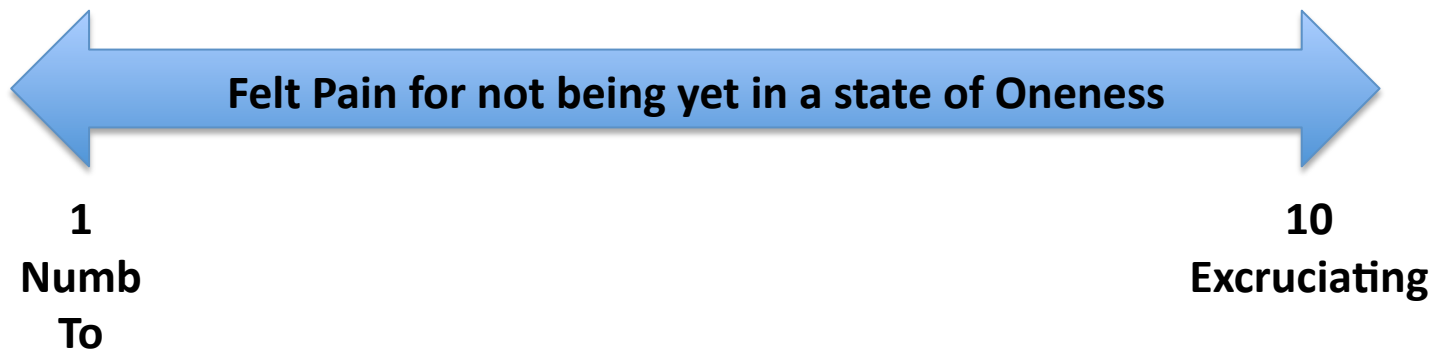 Felt Pain for not being yet in a state of Oneness
1
Numb
To
10
Excruciating